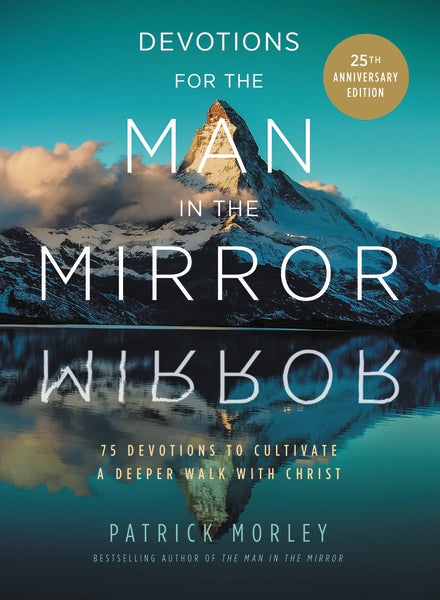 DEVOTIONS
FOR THE
MAN
IN THE
MIRROR
MIRROR
25TH
ANNIVERSARY
EDITION
75 DEVOTIONS TO CULTIVATE
A DEEPER WALK WITH CHRIST
PATRICK MORLEY
BESTSELLING AUTHOR OF THE MAN IN THE MIRROR